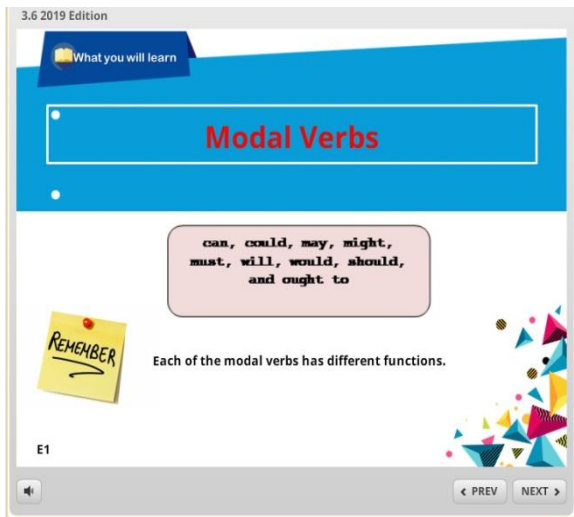 3.6 2019 Edition
What you will learn
Modal Verbs
can, could, may, might,
must, will, would, should,
and ought to
REMEMBER
Each of the modal verbs has different functions.
E1
PREV
NEXT